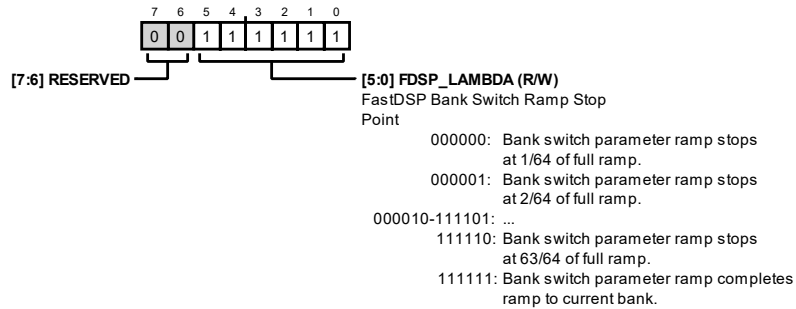 7 6 5 4 3 2 1 0
0 0 1 1 1 1 1 1
[7:6] RESERVED
[5:0] FDSP_LAMBDA (R/W)
FastDSP Bank Switch Ramp Stop
Point
000000: Bank switch parameter ramp stops
at 1/64 of full ramp.
000001: Bank switch parameter ramp stops
at 2/64 of full ramp.
000010-111101: ...
111110: Bank switch parameter ramp stops
at 63/64 of full ramp.
111111: Bank switch parameter ramp completes
ramp to current bank.